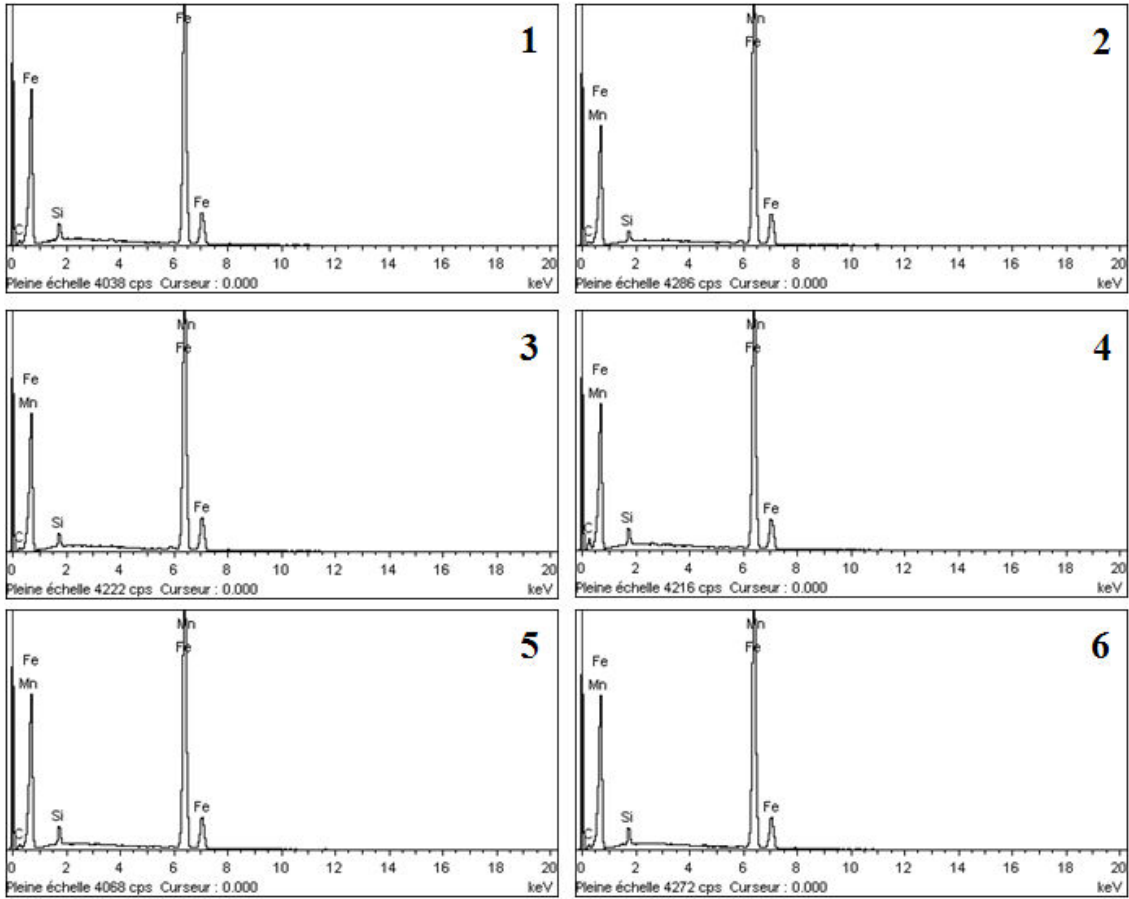 Fe
1
Fe
Si
Fe
C
0 2 4 6 8 10 12 14 16 18 20
Pleine échelle 4038 cps Curseur : 0.000 keV
Mn
2
Fe
Fe
Mn
Si
Fe
C
0 2 4 6 8 10 12 14 16 18 20
Pleine échelle 4286 cps Curseur : 0.000 keV
Mn
3
Fe
Fe
Mn
Si
Fe
C
0 2 4 6 8 10 12 14 16 18 20
Pleine échelle 4222 cps Curseur : 0.000 keV
Mn
4
Fe
Fe
Mn
Si
Fe
C
0 2 4 6 8 10 12 14 16 18 20
Pleine échelle 4216 cps Curseur : 0.000 keV
Mn
5
Fe
Fe
Mn
Si
Fe
C
0 2 4 6 8 10 12 14 16 18 20
Pleine échelle 4068 cps Curseur : 0.000 keV
Mn
6
Fe
Fe
Mn
Si
Fe
C
0 2 4 6 8 10 12 14 16 18 20
Pleine échelle 4272 cps Curseur : 0.000 keV